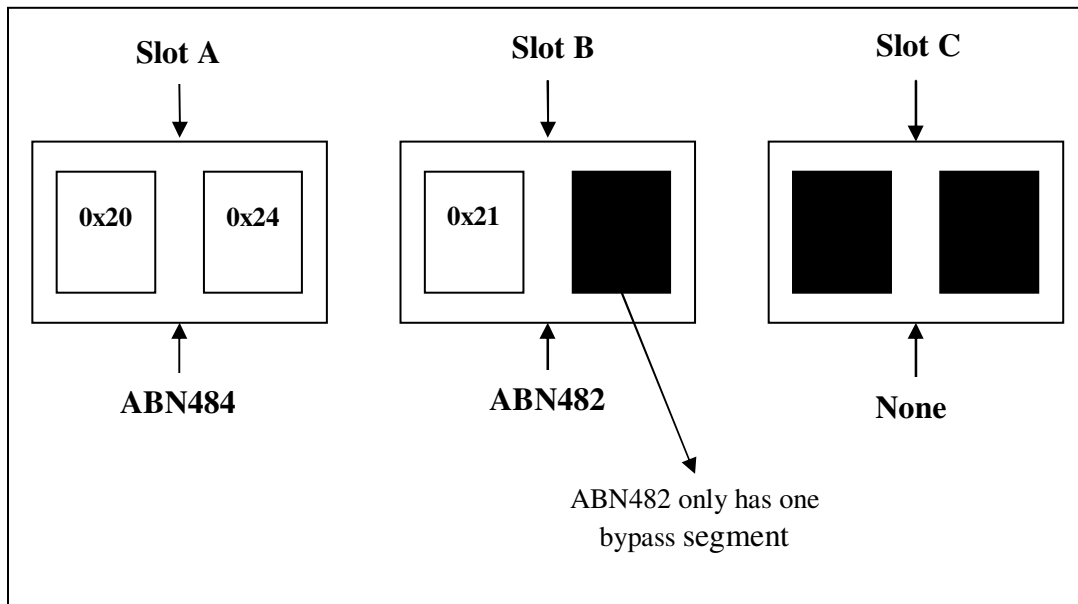 Slot A
Slot B
Slot C
0x20
0x24
0x21
ABN484
ABN482
None
ABN482 only has one
bypass segment